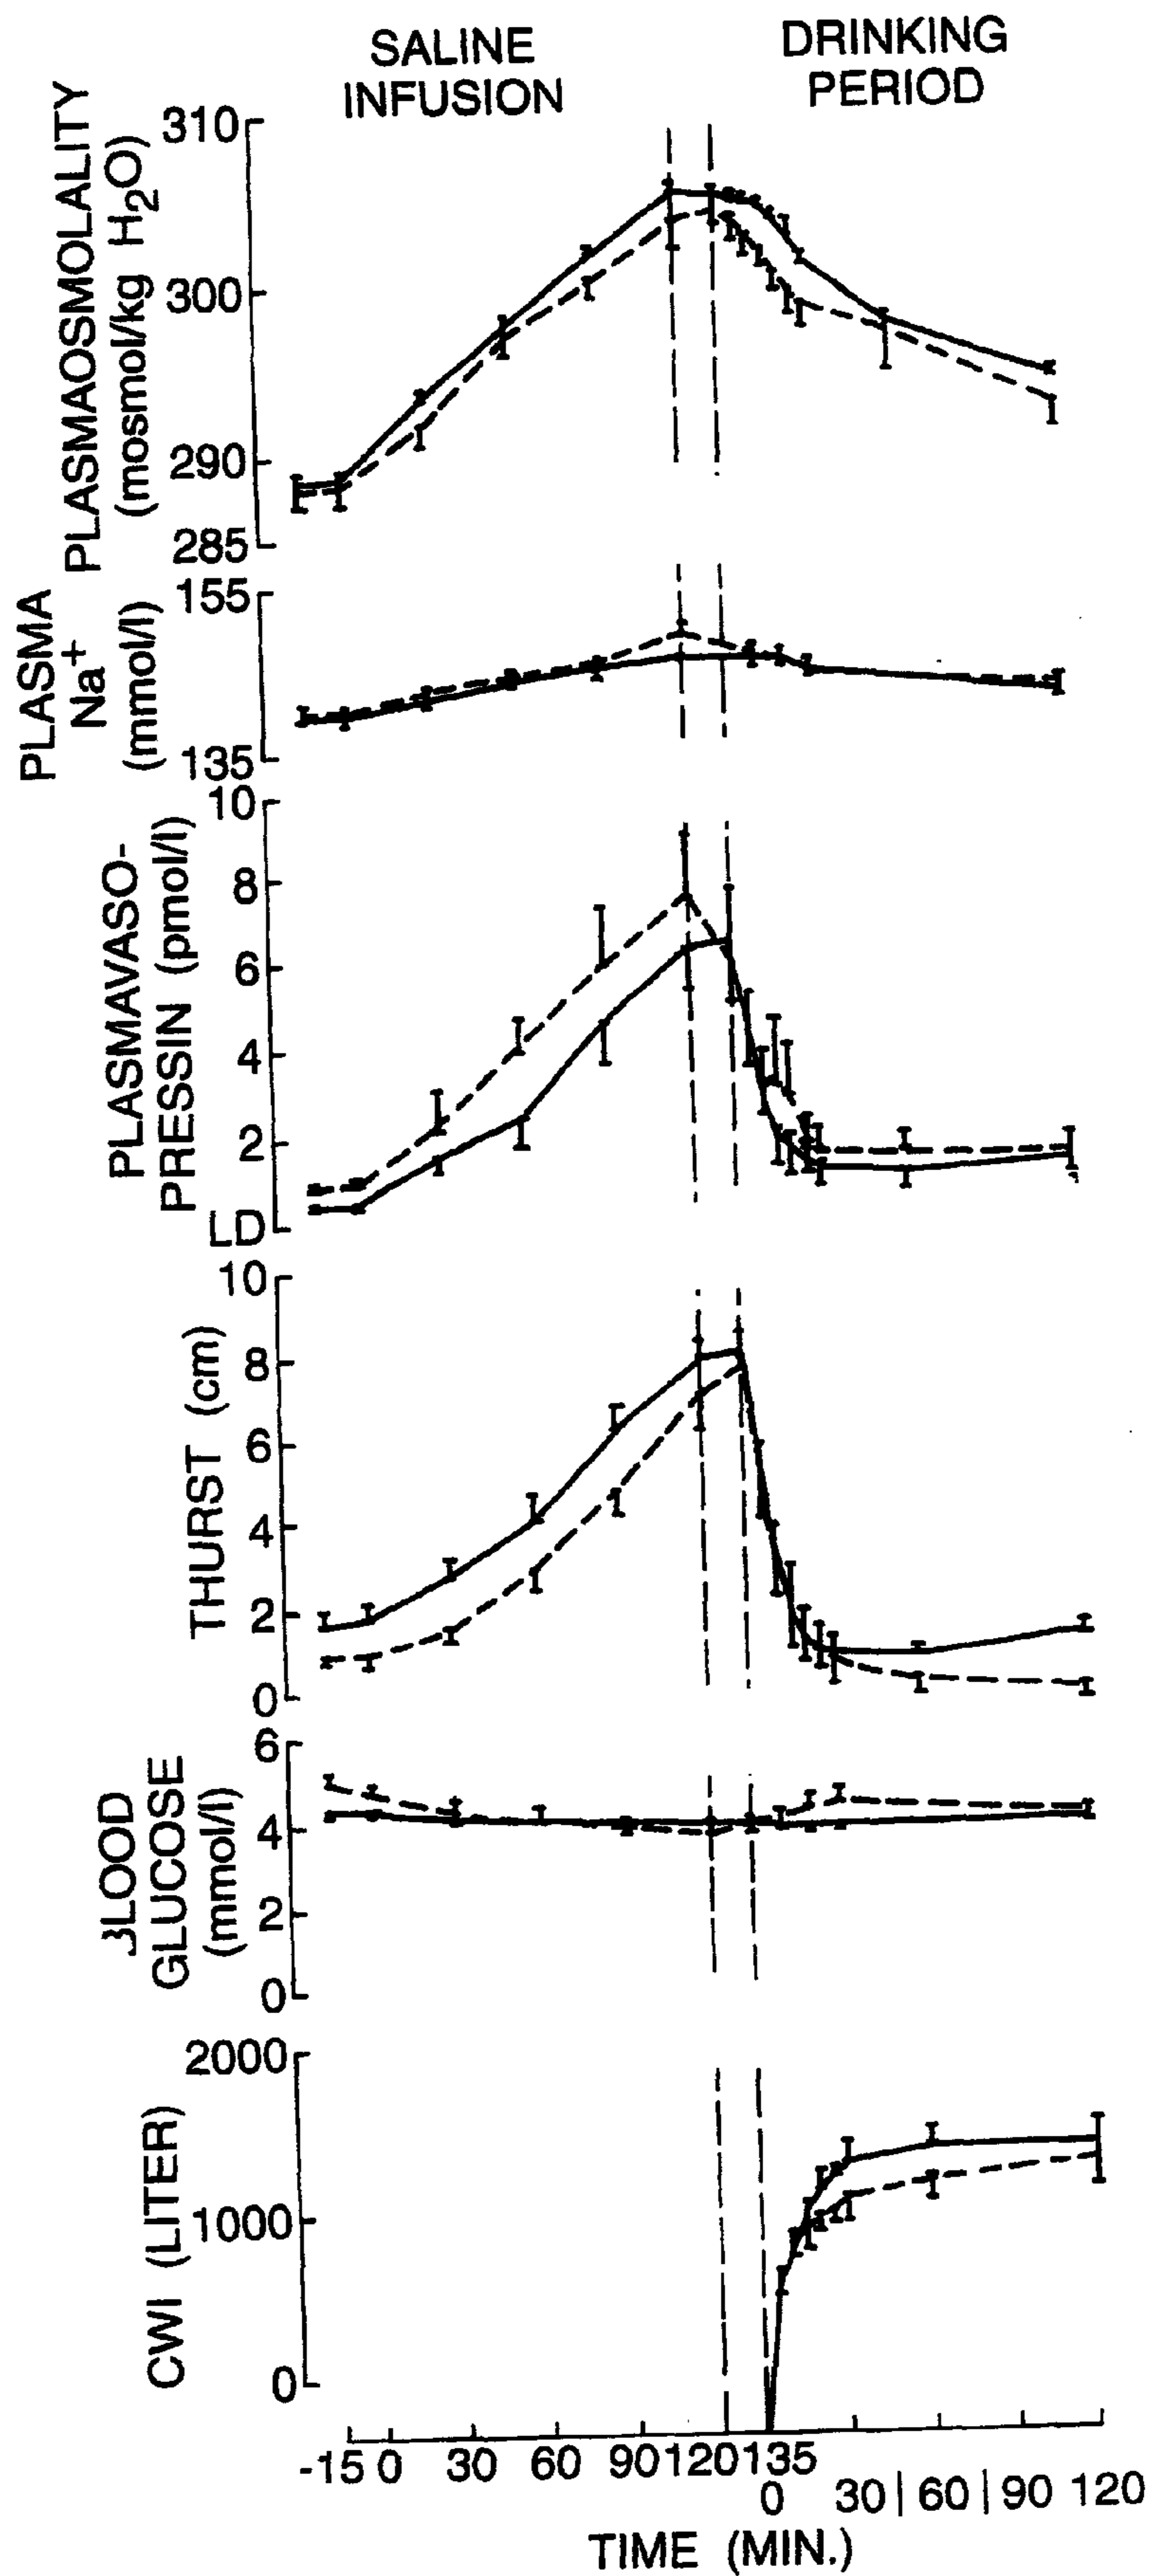 SALINE
INFUSION
DRINKING
PERIOD
PLASMAOSMOLALITY
(mosmol/kg H2O)
310
300
290
285
PLASMA
Na+
(mmol/l)
155
135
PLASMAVASO-
PRESSIN (pmol/l)
10
8
6
4
2
LD
THURST (cm)
10
8
6
4
2
0
BLOOD
GLUCOSE
(mmol/l)
6
4
2
0
CWI (LITER)
2000
1000
0
-15 0 30 60 90 120 135
0 30 | 60 | 90 120
TIME (MIN.)